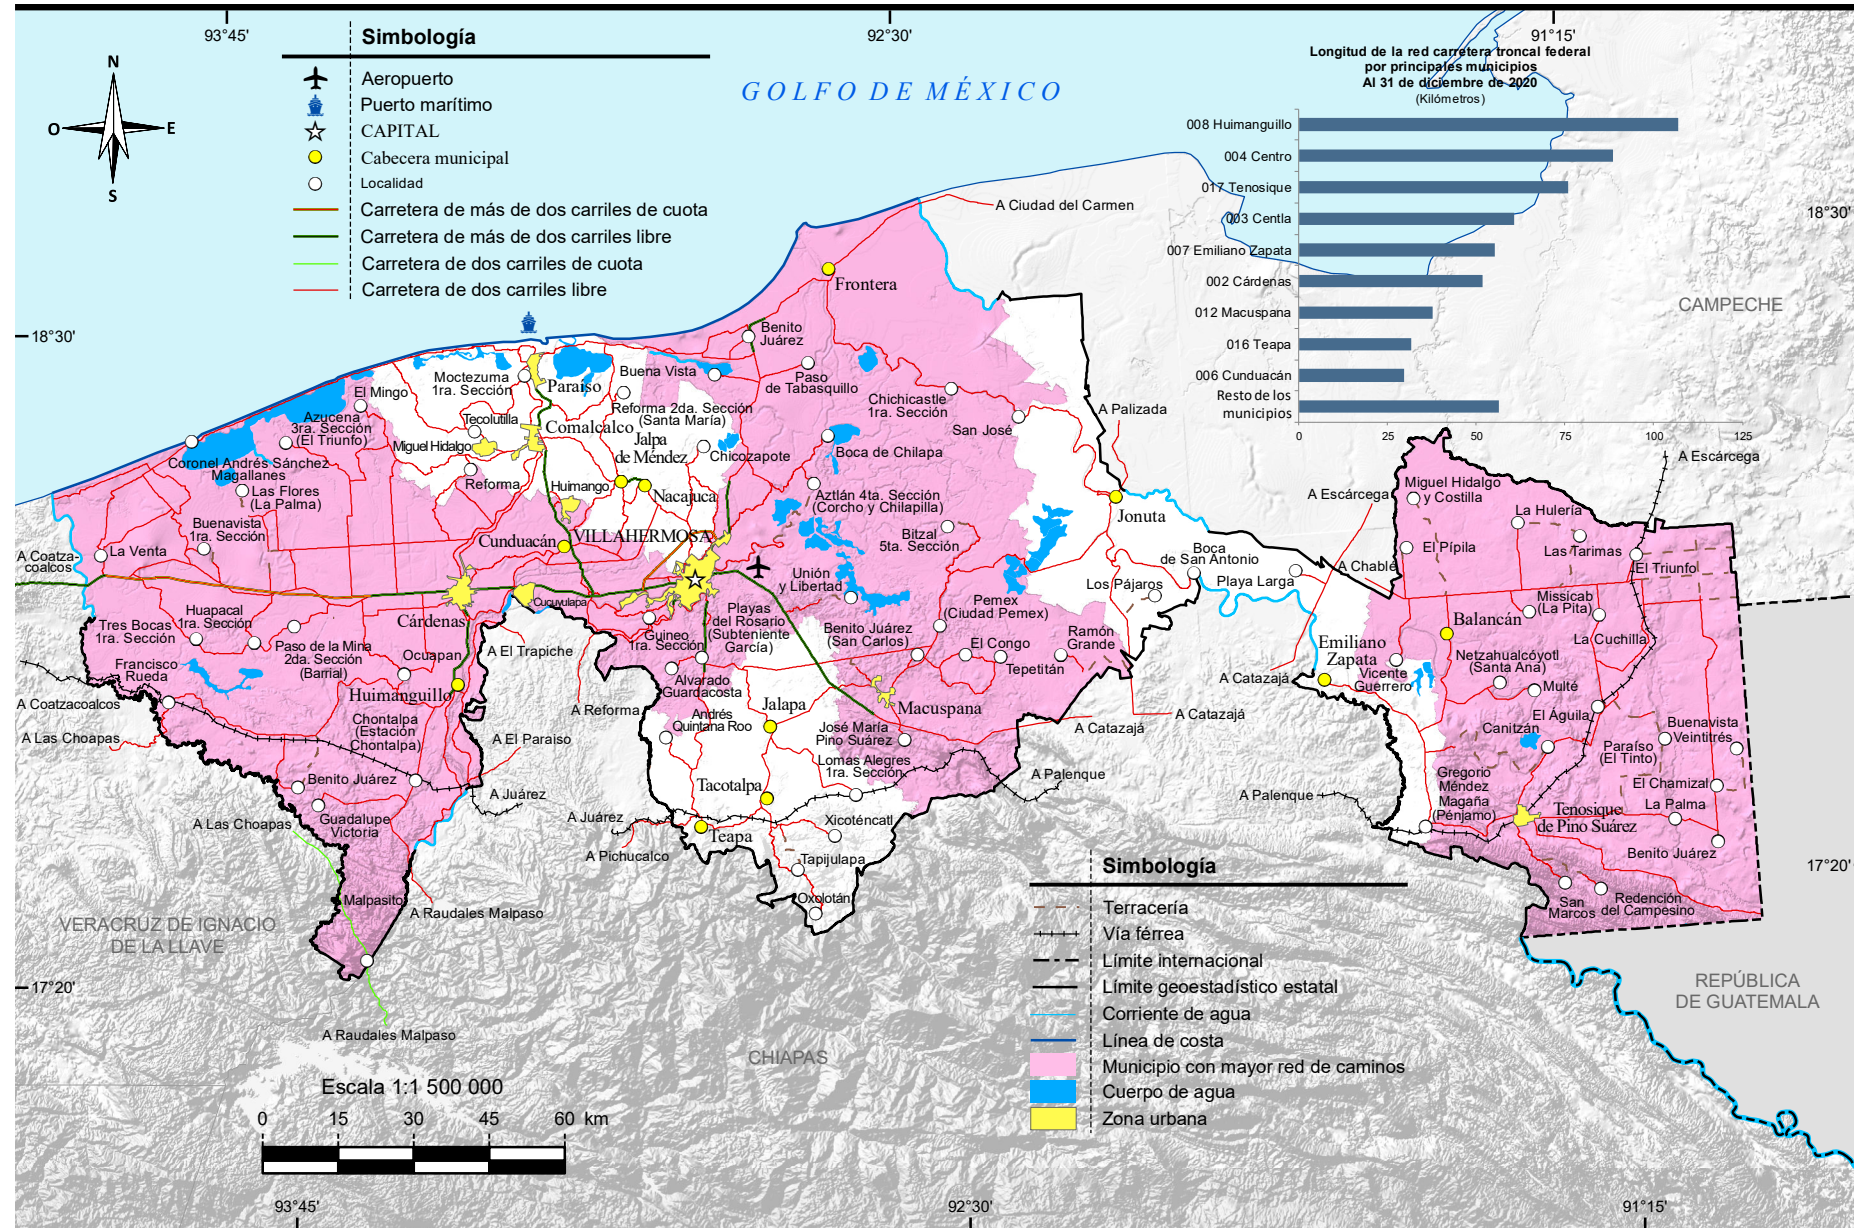 93°45'
92°30'
91°15'
Simbología
Aeropuerto
Puerto marítimo
CAPITAL
Cabecera municipal
Localidad
Carretera de más de dos carriles de cuota
Carretera de más de dos carriles libre
Carretera de dos carriles de cuota
Carretera de dos carriles libre
N
O
E
S
GOLFO DE MÉXICO
Longitud de la red carretera troncal federal
por principales municipios
Al 31 de diciembre de 2020
(Kilómetros)
008 Huimanguillo
004 Centro
017 Tenosique
003 Centla
007 Emiliano Zapata
002 Cárdenas
012 Macuspana
016 Teapa
006 Cunduacán
Resto de los
municipios
0
25
50
75
100
125
18°30'
18°30'
CAMPECHE
A Ciudad del Carmen
Frontera
Benito
Juárez
Paso
de Tabasquillo
Buena Vista
Moctezuma
1ra. Sección
Paraíso
El Mingo
Reforma 2da. Sección
(Santa María)
Chichicastle
1ra. Sección
A Palizada
Azucena
3ra. Sección
(El Triunfo)
Tecolutilla
Comalcalco
Jalpa
de Méndez
San José
Miguel Hidalgo
Chicozapote
Boca de Chilapa
A Escárcega
Coronel Andrés Sánchez
Magallanes
Las Flores
(La Palma)
Reforma
Huimango
Nacajuca
Aztlán 4ta. Sección
(Corcho y Chilapilla)
A Escárcega
Miguel Hidalgo
y Costilla
La Hulería
Jonuta
Buenavista
1ra. Sección
Cunduacán
VILLAHERMOSA
Bitzal
5ta. Sección
El Pípila
Las Tarimas
La Venta
A Coatza-
coalcos
Boca
de San Antonio
A Chablé
El Triunfo
Unión
y Libertad
Los Pájaros
Playa Larga
Cucuyulapa
Huapacal
1ra. Sección
Cárdenas
Playas
del Rosario
(Subteniente
García)
Pemex
(Ciudad Pemex)
Missicab
(La Pita)
Balancán
Tres Bocas
1ra. Sección
Guineo
1ra. Sección
Benito Juárez
(San Carlos)
El Congo
Ramón
Grande
Emiliano
Zapata
La Cuchilla
Paso de la Mina
2da. Sección
(Barrial)
Ocuapan
A El Trapiche
Tepetitán
Netzahualcóyotl
(Santa Ana)
Francisco
Rueda
Alvarado
Guardacosta
A Catazajá
Vicente
Guerrero
Multé
Huimanguillo
A Coatzacoalcos
A Reforma
Jalapa
Macuspana
A Catazajá
El Águila
Andrés
Quintana Roo
Chontalpa
(Estación
Chontalpa)
A Las Choapas
A El Paraiso
José María
Pino Suárez
A Catazajá
Canitzán
Buenavista
Veintitrés
Paraíso
(El Tinto)
Lomas Alegres
1ra. Sección
A Palenque
Benito Juárez
A Juárez
Tacotalpa
A Palenque
Gregorio
Méndez
Magaña
(Pénjamo)
El Chamizal
La Palma
Tenosique
de Pino Suárez
A Las Choapas
Guadalupe
Victoria
A Juárez
Teapa
Xicoténcatl
A Pichucalco
Tapijulapa
Benito Juárez
17°20'
Malpasito
Oxolotán
A Raudales Malpaso
San
Marcos
Redención
del Campesino
VERACRUZ DE IGNACIO
DE LA LLAVE
17°20'
A Raudales Malpaso
CHIAPAS
REPÚBLICA
DE GUATEMALA
Simbología
Terracería
Vía férrea
Límite internacional
Límite geoestadístico estatal
Corriente de agua
Línea de costa
Municipio con mayor red de caminos
Cuerpo de agua
Zona urbana
Escala 1:1 500 000
0
15
30
45
60 km
93°45'
92°30'
91°15'